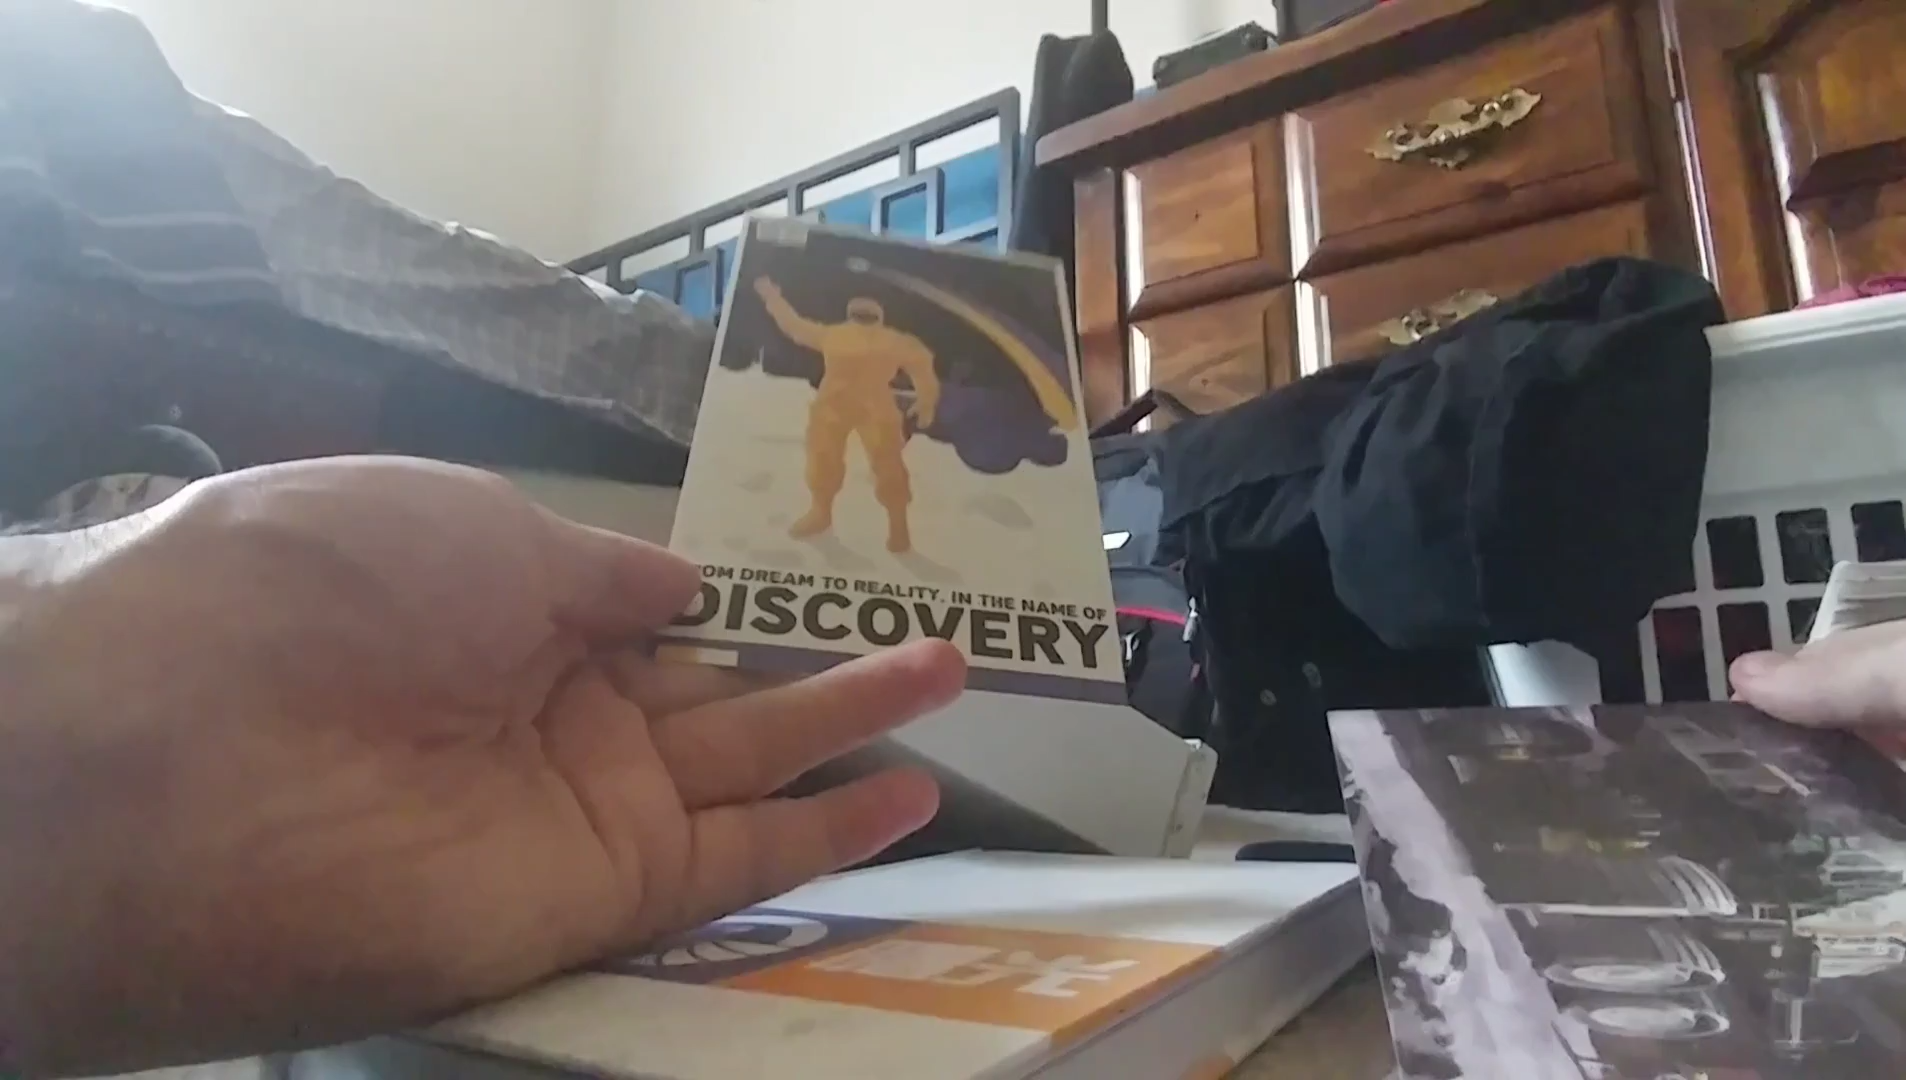 OM DREAM TO REALITY. IN THE NAME OF
DISCOVERY